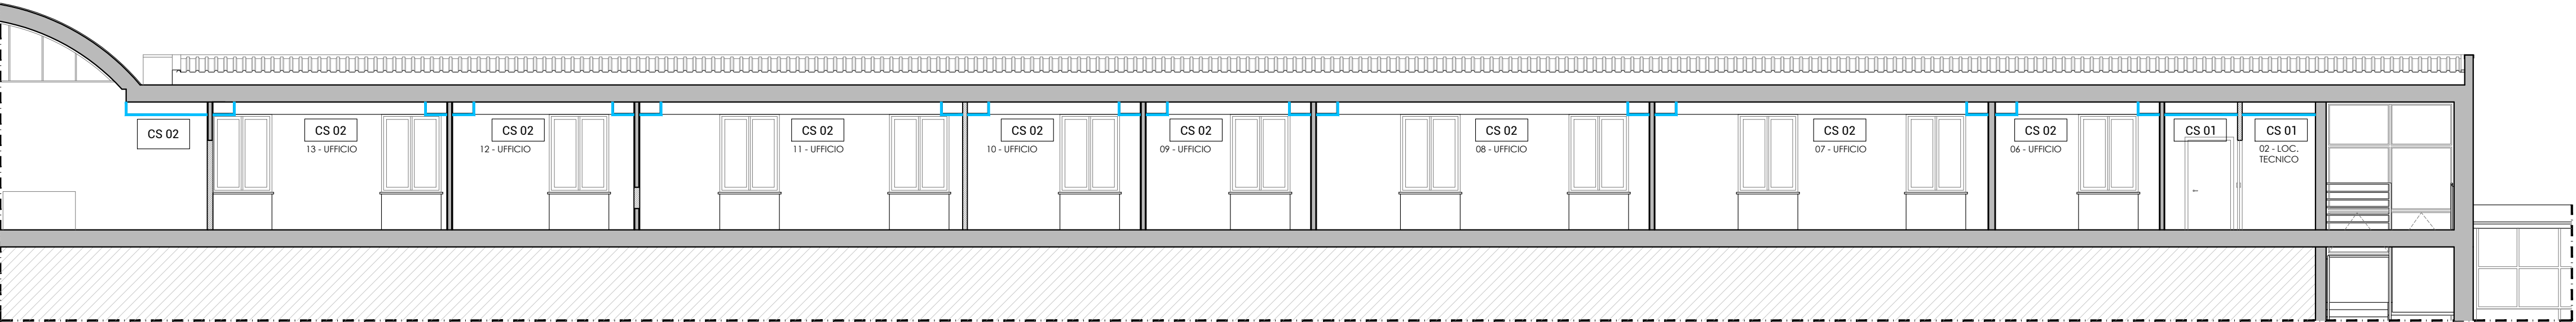 CS 02
CS 02
13 - UFFICIO
CS 02
12 - UFFICIO
CS 02
11 - UFFICIO
CS 02
10 - UFFICIO
CS 02
09 - UFFICIO
CS 02
08 - UFFICIO
CS 02
07 - UFFICIO
CS 02
06 - UFFICIO
CS 01
CS 01
02 - LOC.
TECNICO